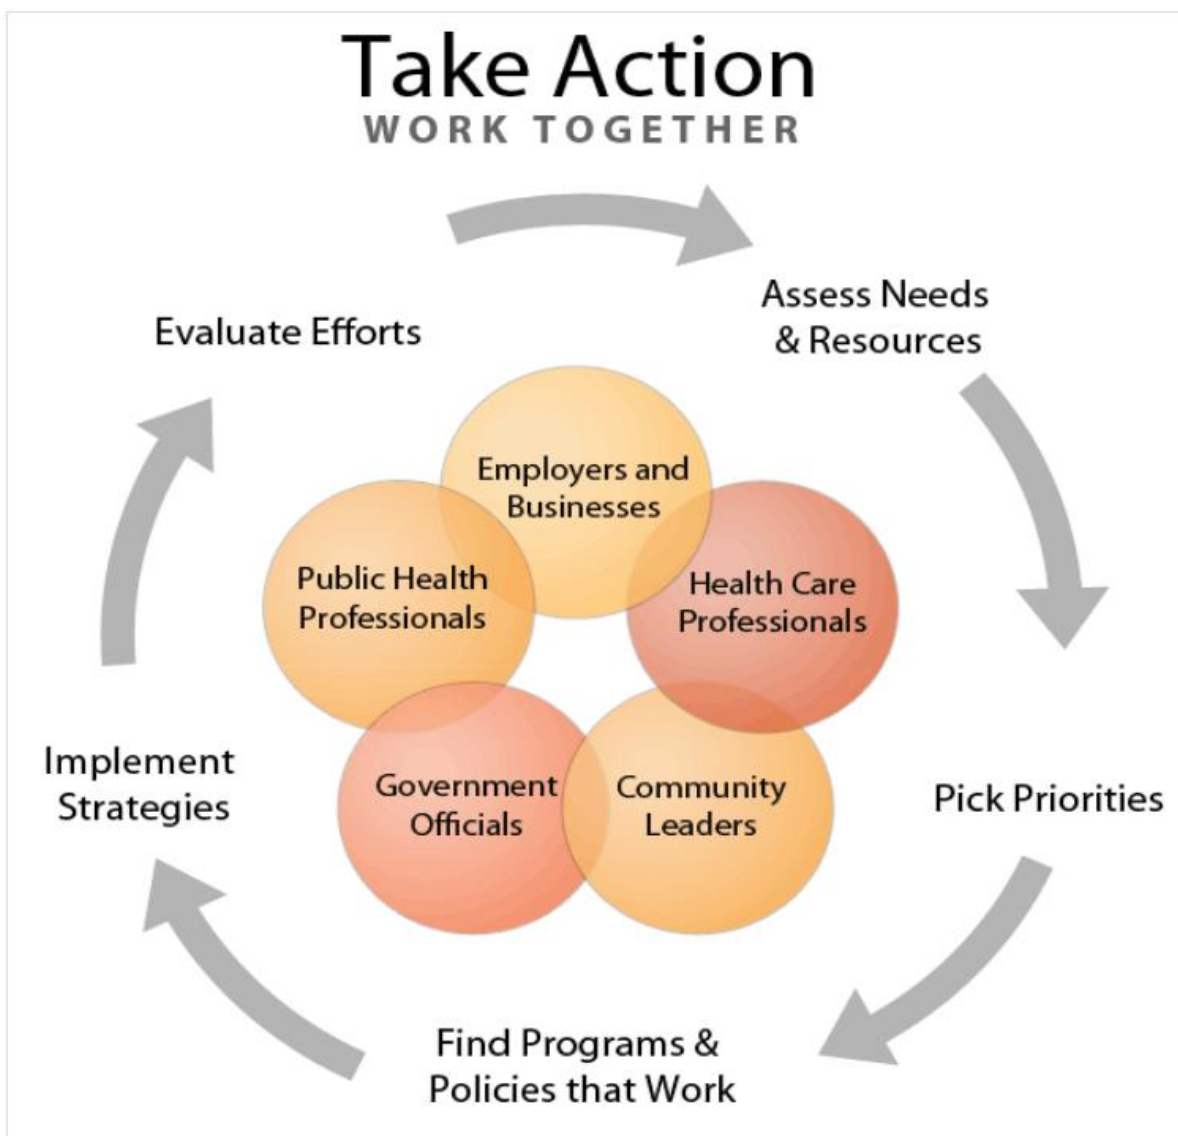 Take Action
WORK TOGETHER
Assess Needs
& Resources
Pick Priorities
Find Programs &
Policies that Work
Implement
Strategies
Evaluate Efforts
Employers and
Businesses
Health Care
Professionals
Community
Leaders
Government
Officials
Public Health
Professionals